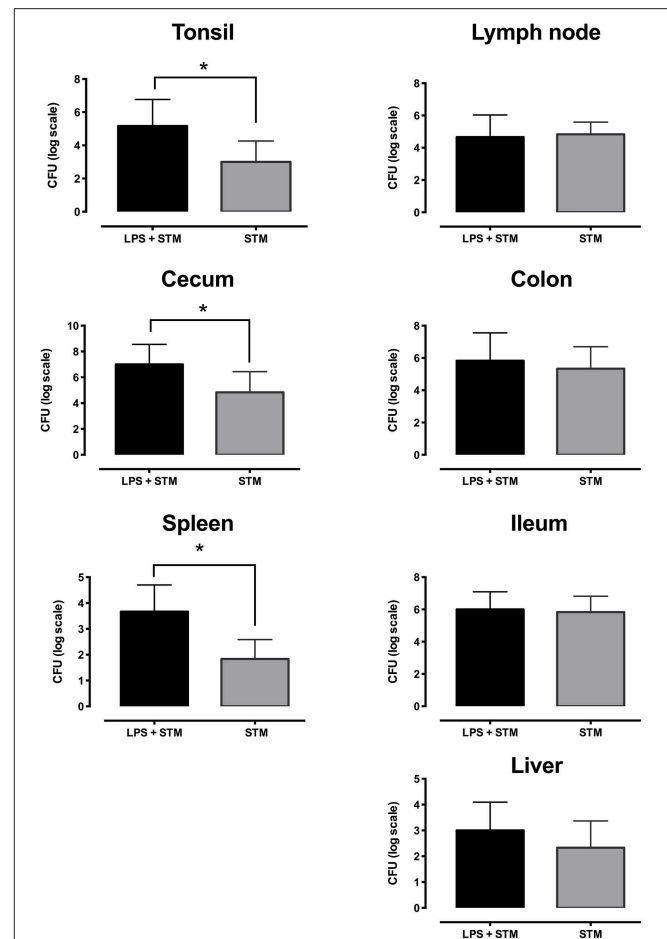 Tonsil
*
CFU (log scale)
8
6
4
2
0
LPS + STM STM
Lymph node
CFU (log scale)
8
6
4
2
0
LPS + STM STM
Cecum
*
CFU (log scale)
10
8
6
4
2
0
LPS + STM STM
Colon
CFU (log scale)
8
6
4
2
0
LPS + STM STM
Spleen
*
CFU (log scale)
5
4
3
2
1
0
LPS + STM STM
Ileum
CFU (log scale)
8
6
4
2
0
LPS + STM STM
Liver
CFU (log scale)
5
4
3
2
1
0
LPS + STM STM